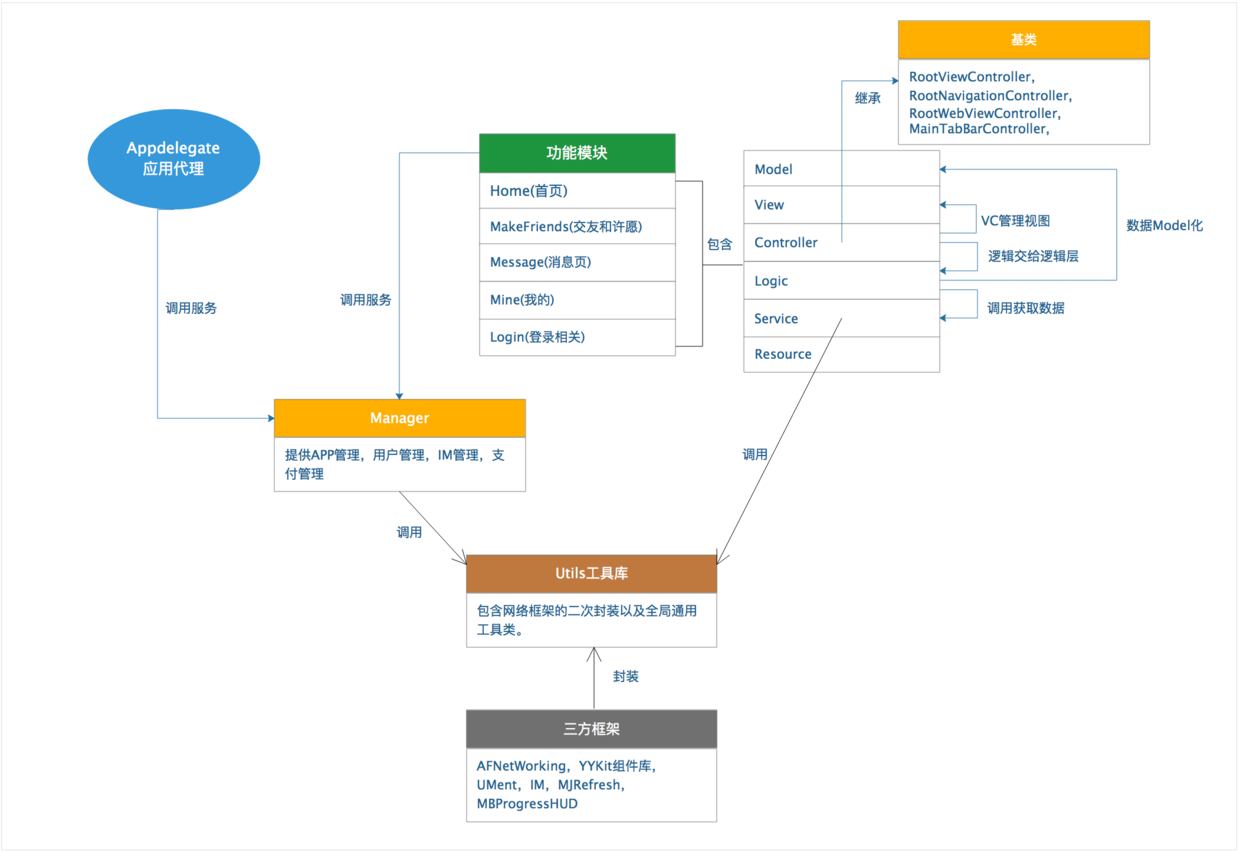 基类
RootViewController,
RootNavigationController,
RootWebViewController,
MainTabBarController,
继承
Appdelegate
应用代理
功能模块
Home(首页)
MakeFriends(交友和许愿)
Message(消息页)
Mine(我的)
Login(登录相关)
包含
Model
View
Controller
Logic
Service
Resource
VC管理视图
逻辑交给逻辑层
调用获取数据
数据Model化
调用服务
调用服务
Manager
提供APP管理，用户管理，IM管理，支
付管理
调用
调用
Utils工具库
包含网络框架的二次封装以及全局通用
工具类。
封装
三方框架
AFNetWorking，YYKit组件库，
UMent，IM，MJRefresh，
MBProgressHUD